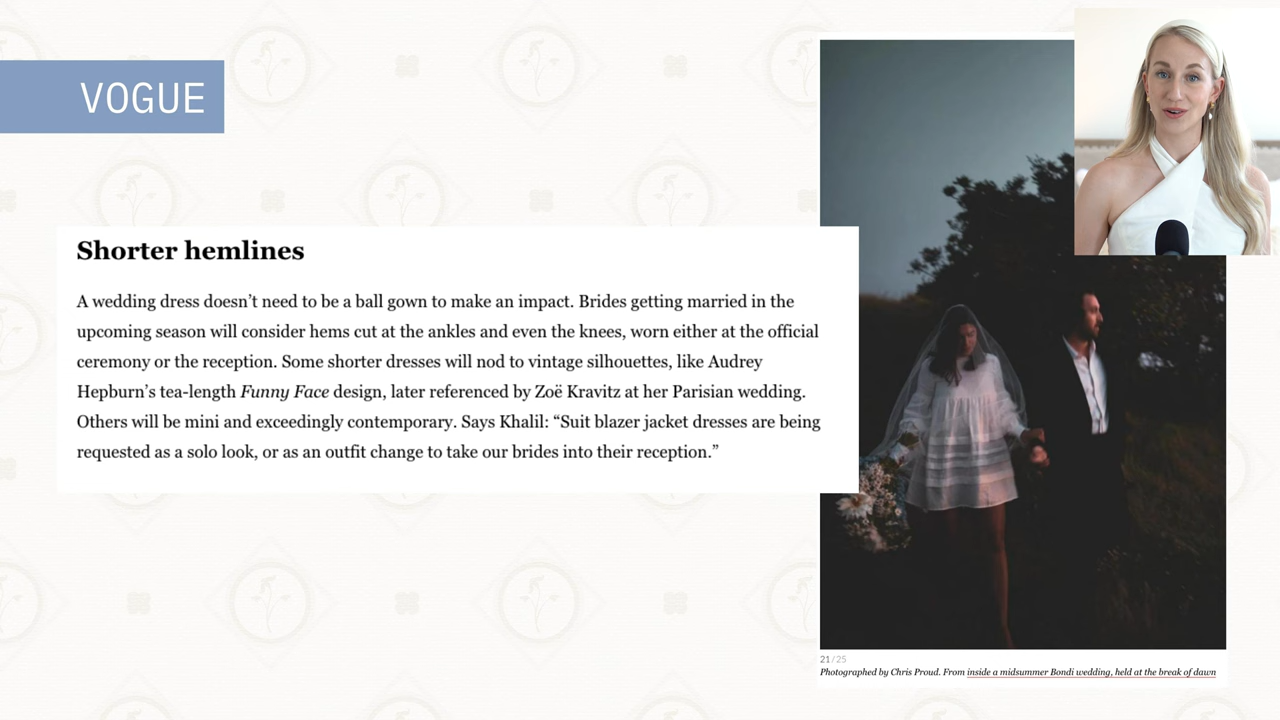 VOGUE
Shorter hemlines
A wedding dress doesn’t need to be a ball gown to make an impact. Brides getting married in the
upcoming season will consider hems cut at the ankles and even the knees, worn either at the official
ceremony or the reception. Some shorter dresses will nod to vintage silhouettes, like Audrey
Hepburn’s tea-length Funny Face design, later referenced by Zoë Kravitz at her Parisian wedding.
Others will be mini and exceedingly contemporary. Says Khalil: “Suit blazer jacket dresses are being
requested as a solo look, or as an outfit change to take our brides into their reception.”
21/25
Photographed by Chris Proud. From inside a midsummer Bondi wedding, held at the break of dawn